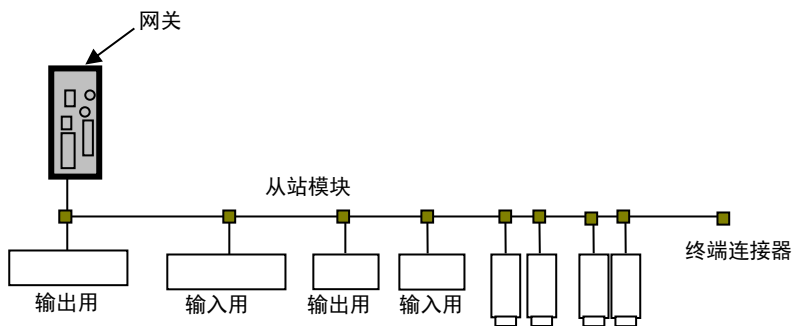 网关
从站模块
终端连接器
输出用
输入用
输出用
输入用